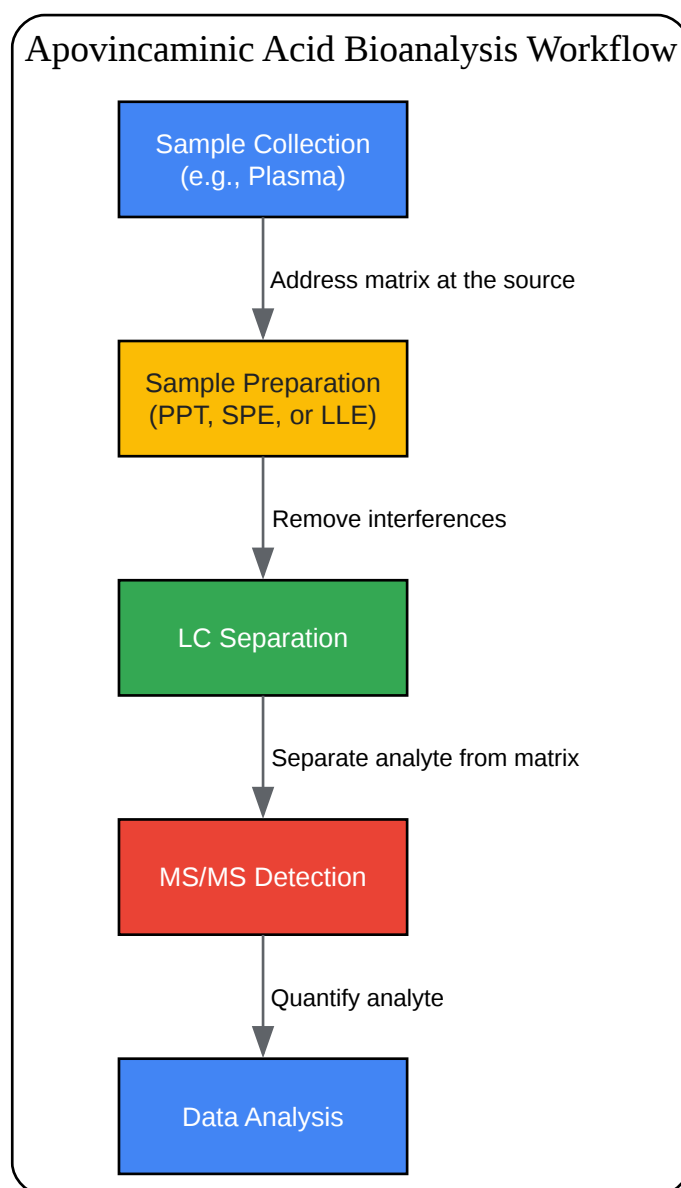 Apovincaminic Acid Bioanalysis Workflow
Sample Collection
(e.g., Plasma)
Address matrix at the source
Sample Preparation
(PPT, SPE, or LLE)
Remove interferences
LC Separation
Separate analyte from matrix
MS/MS Detection
Quantify analyte
Data Analysis